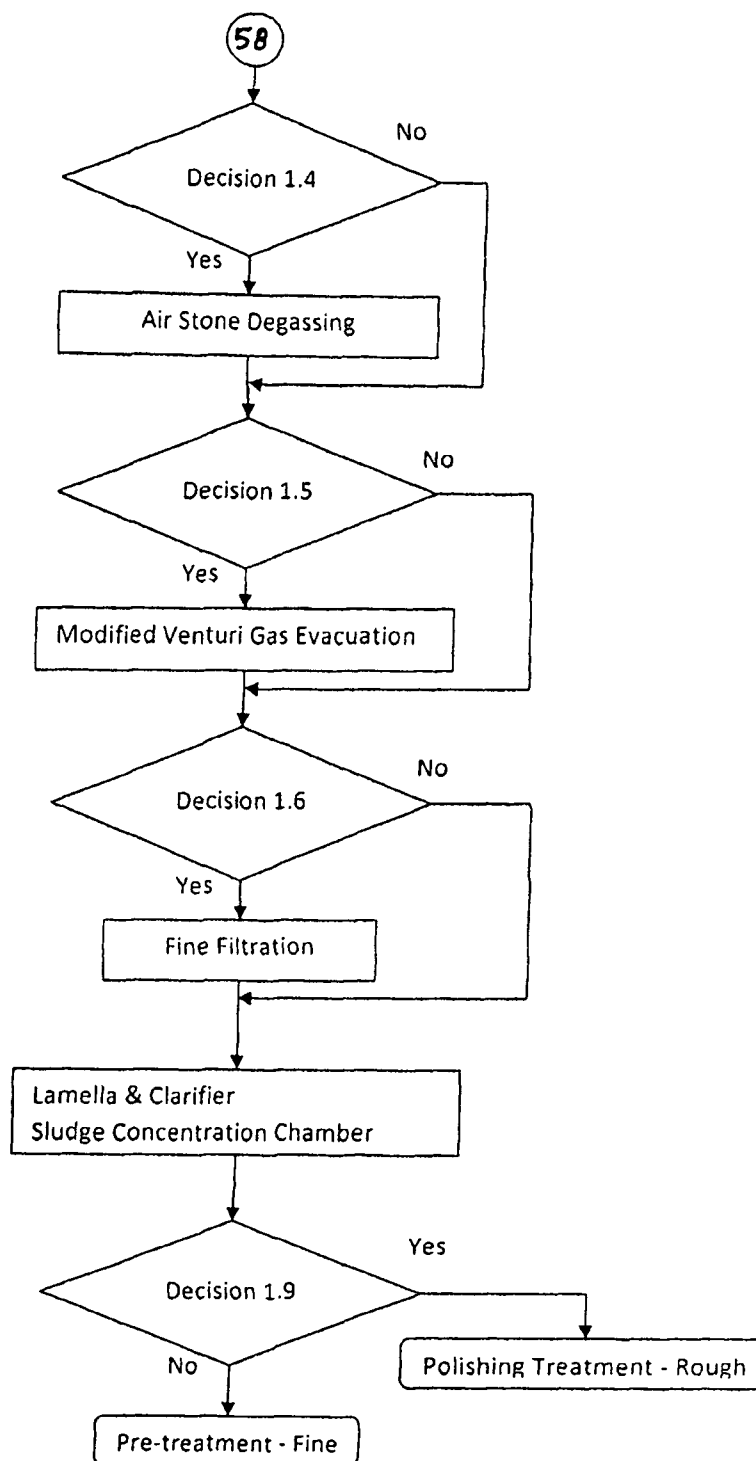 58
No
Decision 1.4
Yes
Air Stone Degassing
No
Decision 1.5
Yes
Modified Venturi Gas Evacuation
No
Decision 1.6
Yes
Fine Filtration
Lamella & Clarifier
Sludge Concentration Chamber
Yes
Decision 1.9
No
Polishing Treatment - Rough
Pre-treatment - Fine